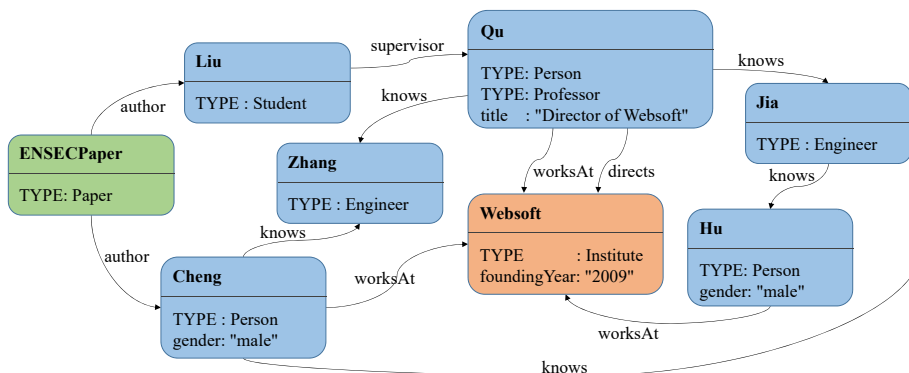 Qu
TYPE: Person
TYPE: Professor
title : "Director of Websoft"
supervisor
Liu
TYPE : Student
knows
knows
Jia
TYPE : Engineer
author
ENSECPaper
TYPE: Paper
Zhang
TYPE : Engineer
worksAt
directs
knows
Websoft
TYPE : Institute
foundingYear: "2009"
Hu
TYPE: Person
gender: "male"
author
knows
Cheng
TYPE : Person
gender: "male"
worksAt
worksAt
knows